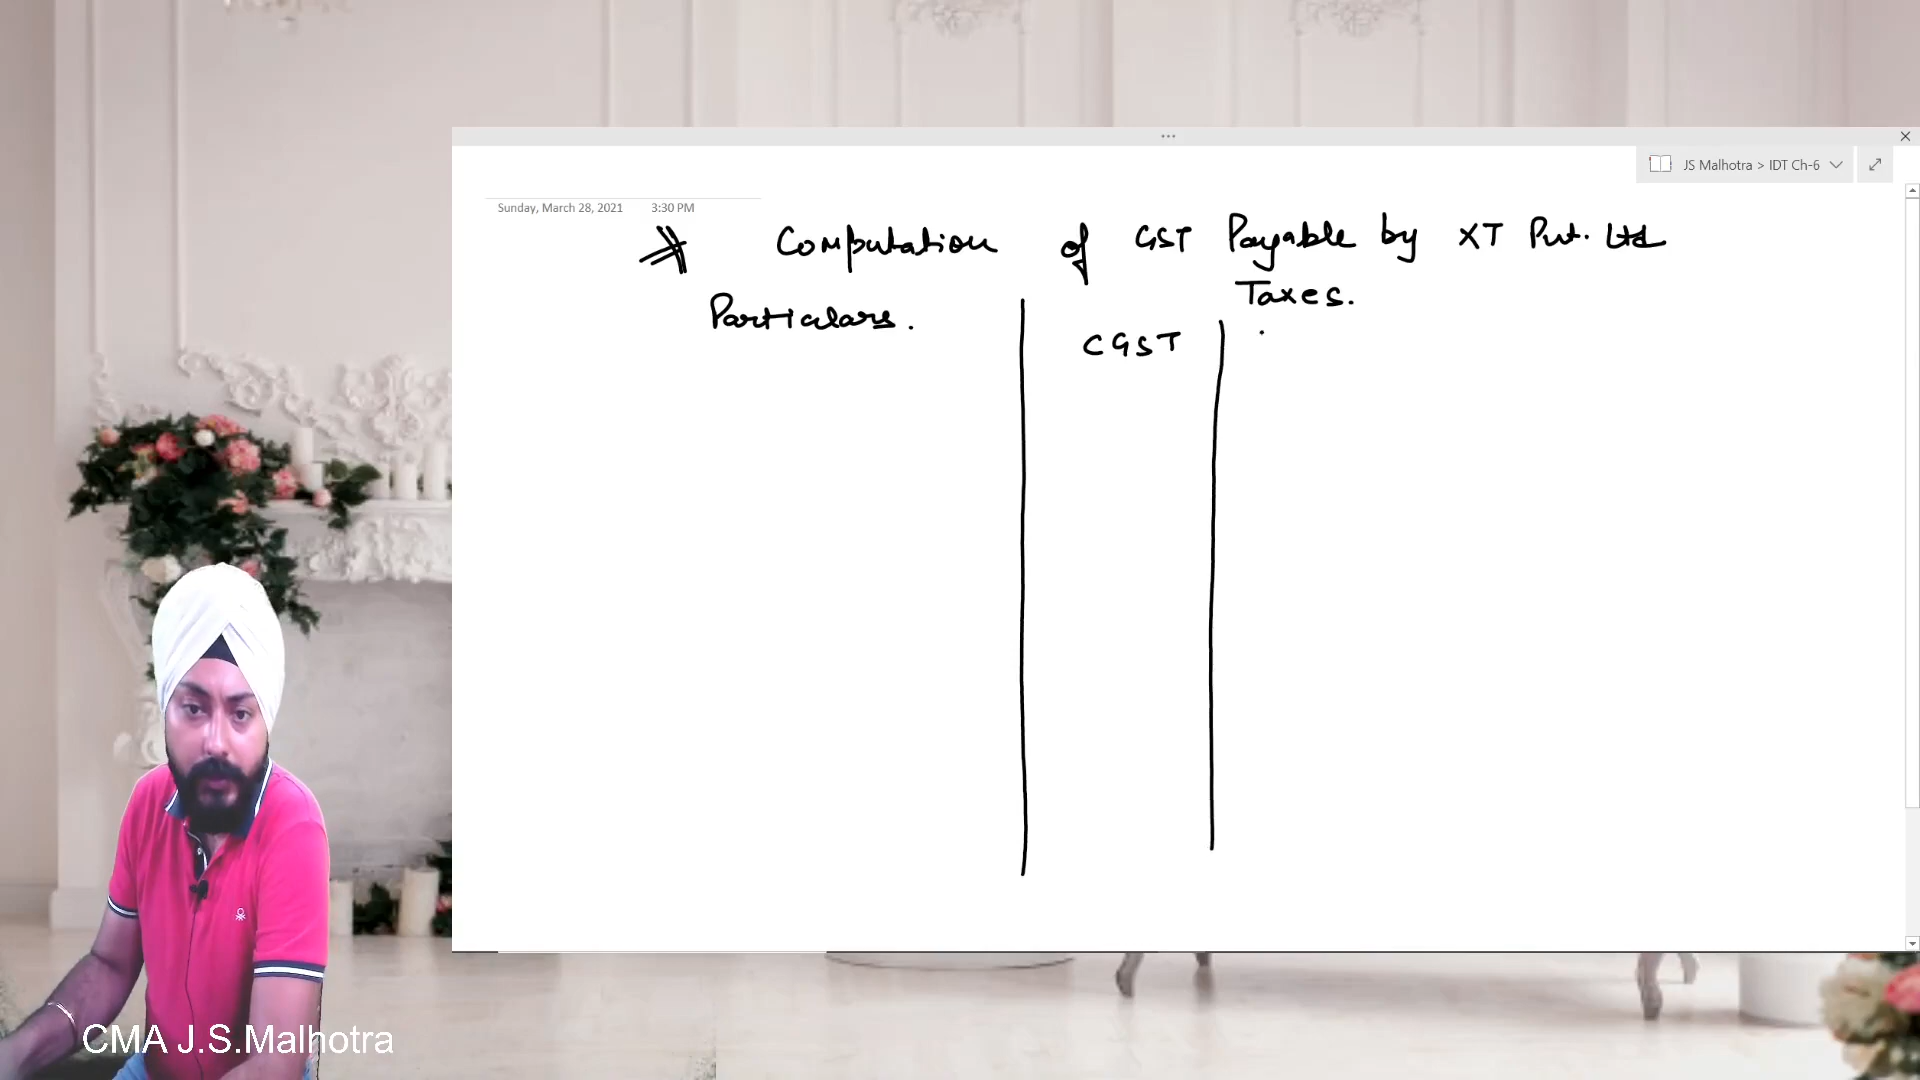 JS Malhotra > IDT Ch-6
Sunday, March 28, 2021 3:30 PM
Computation of GST Payable by XT Pvt. Ltd
Particulars.
Taxes.
CGST
CMA J.S.Malhotra